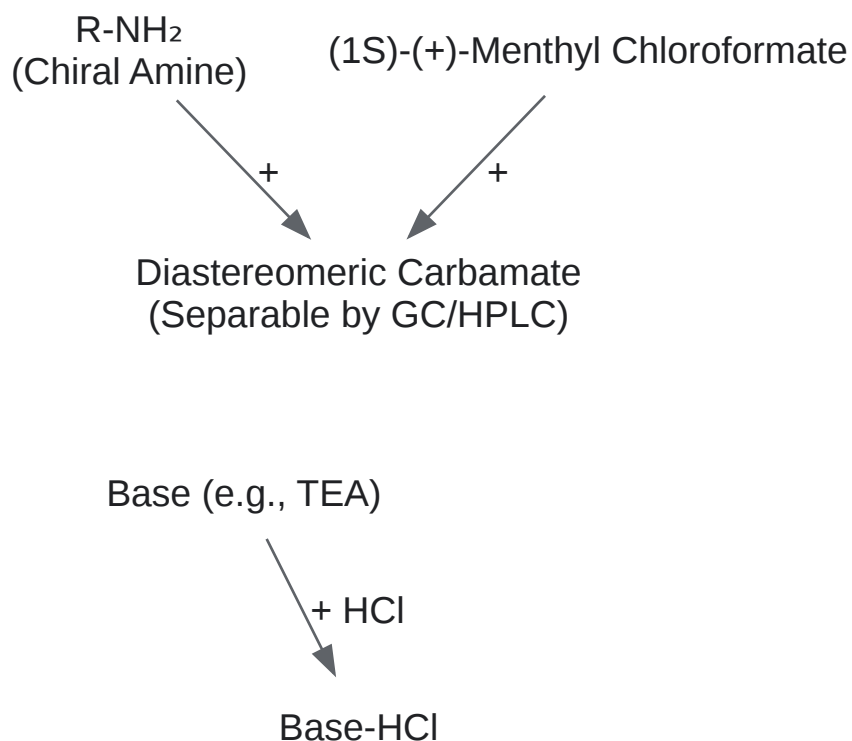 R-NH₂
(Chiral Amine)
(1S)-(+)-Menthyl Chloroformate
+
+
Diastereomeric Carbamate
(Separable by GC/HPLC)
Base (e.g., TEA)
+ HCl
Base-HCl